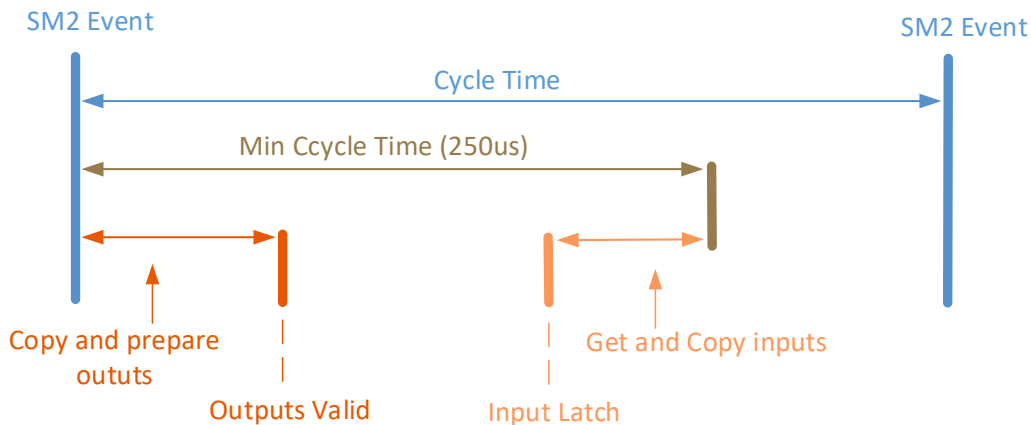 SM2 Event
SM2 Event
Cycle Time
Min Ccycle Time (250us)
Copy and prepare
oututs
Get and Copy inputs
Outputs Valid
Input Latch